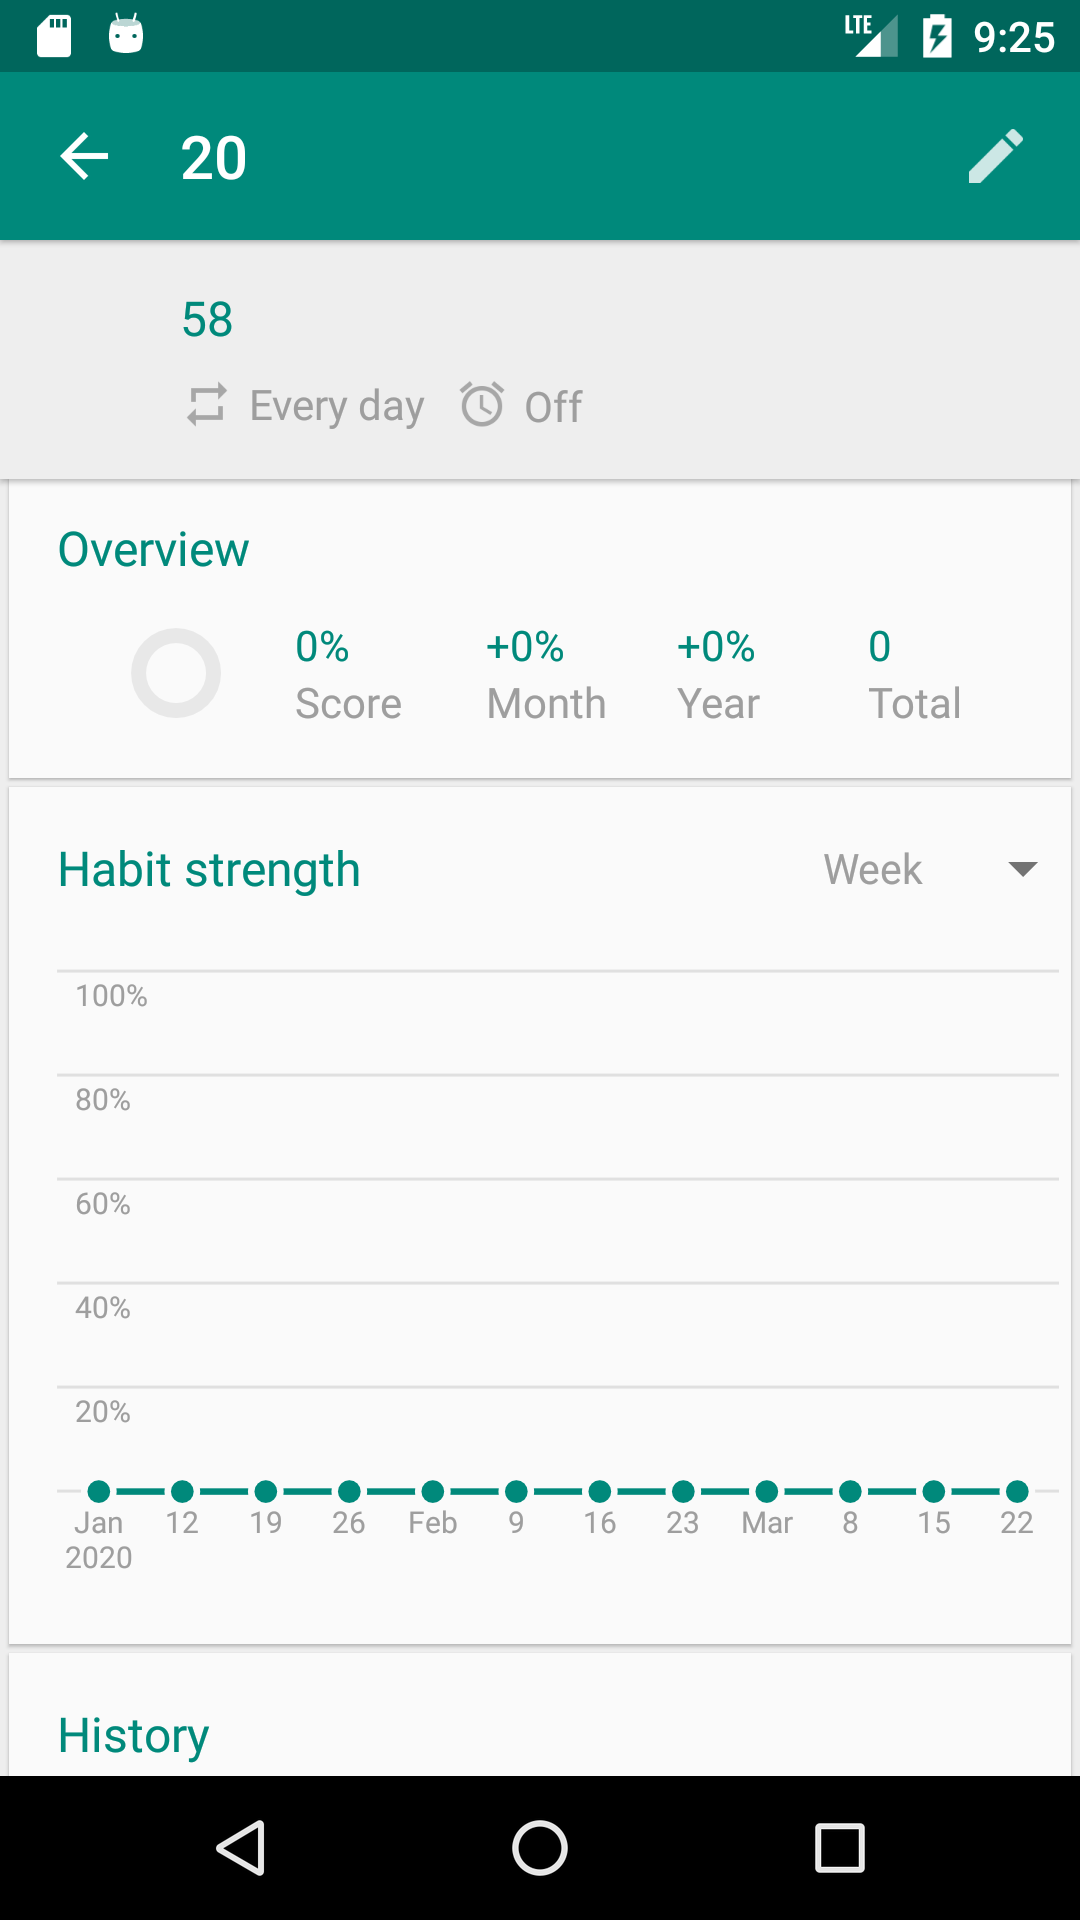 LTE 9:25
20
58
Every day Off
Overview
0% +0% +0% 0
Score Month Year Total
Habit strength Week
100%
80%
60%
40%
20%
Jan 12 19 26 Feb 9 16 23 Mar 8 15 22
2020
History